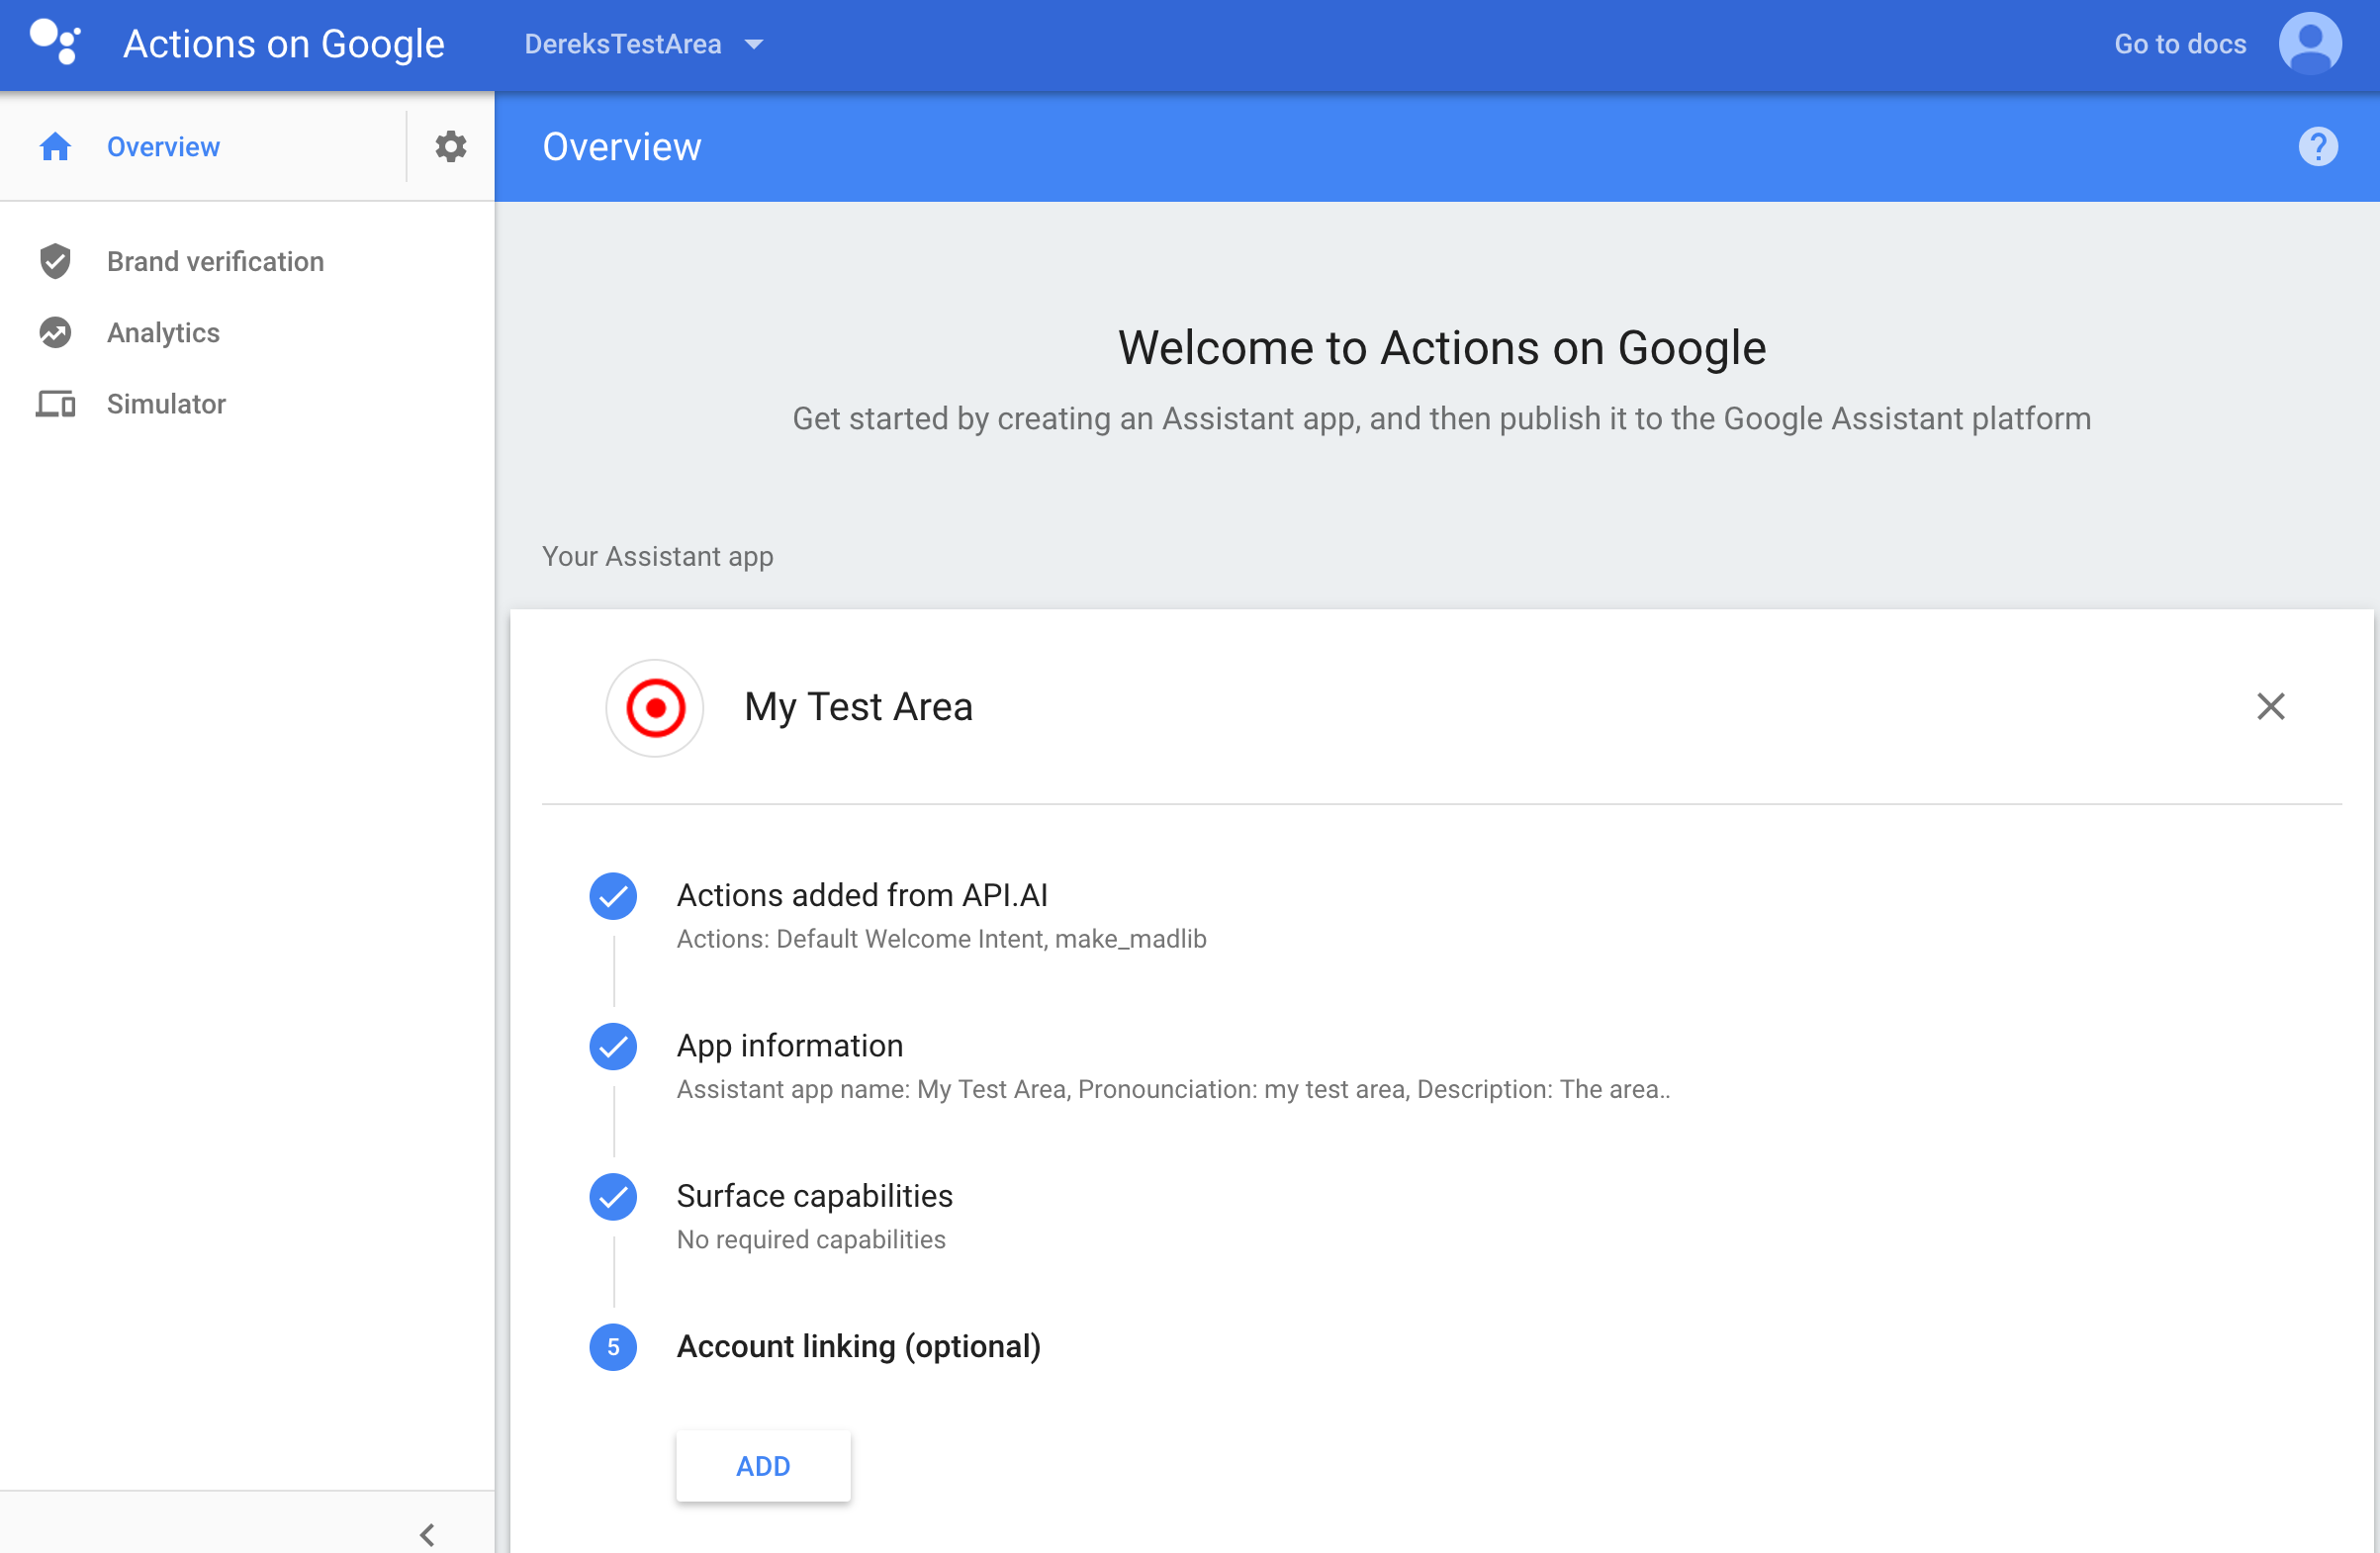 Actions on Google
DereksTestArea
Go to docs
Overview
Overview
Brand verification
Analytics
Simulator
Welcome to Actions on Google
Get started by creating an Assistant app, and then publish it to the Google Assistant platform
Your Assistant app
My Test Area
Actions added from API.AI
Actions: Default Welcome Intent, make_madlib
App information
Assistant app name: My Test Area, Pronounciation: my test area, Description: The area..
Surface capabilities
No required capabilities
5 Account linking (optional)
ADD